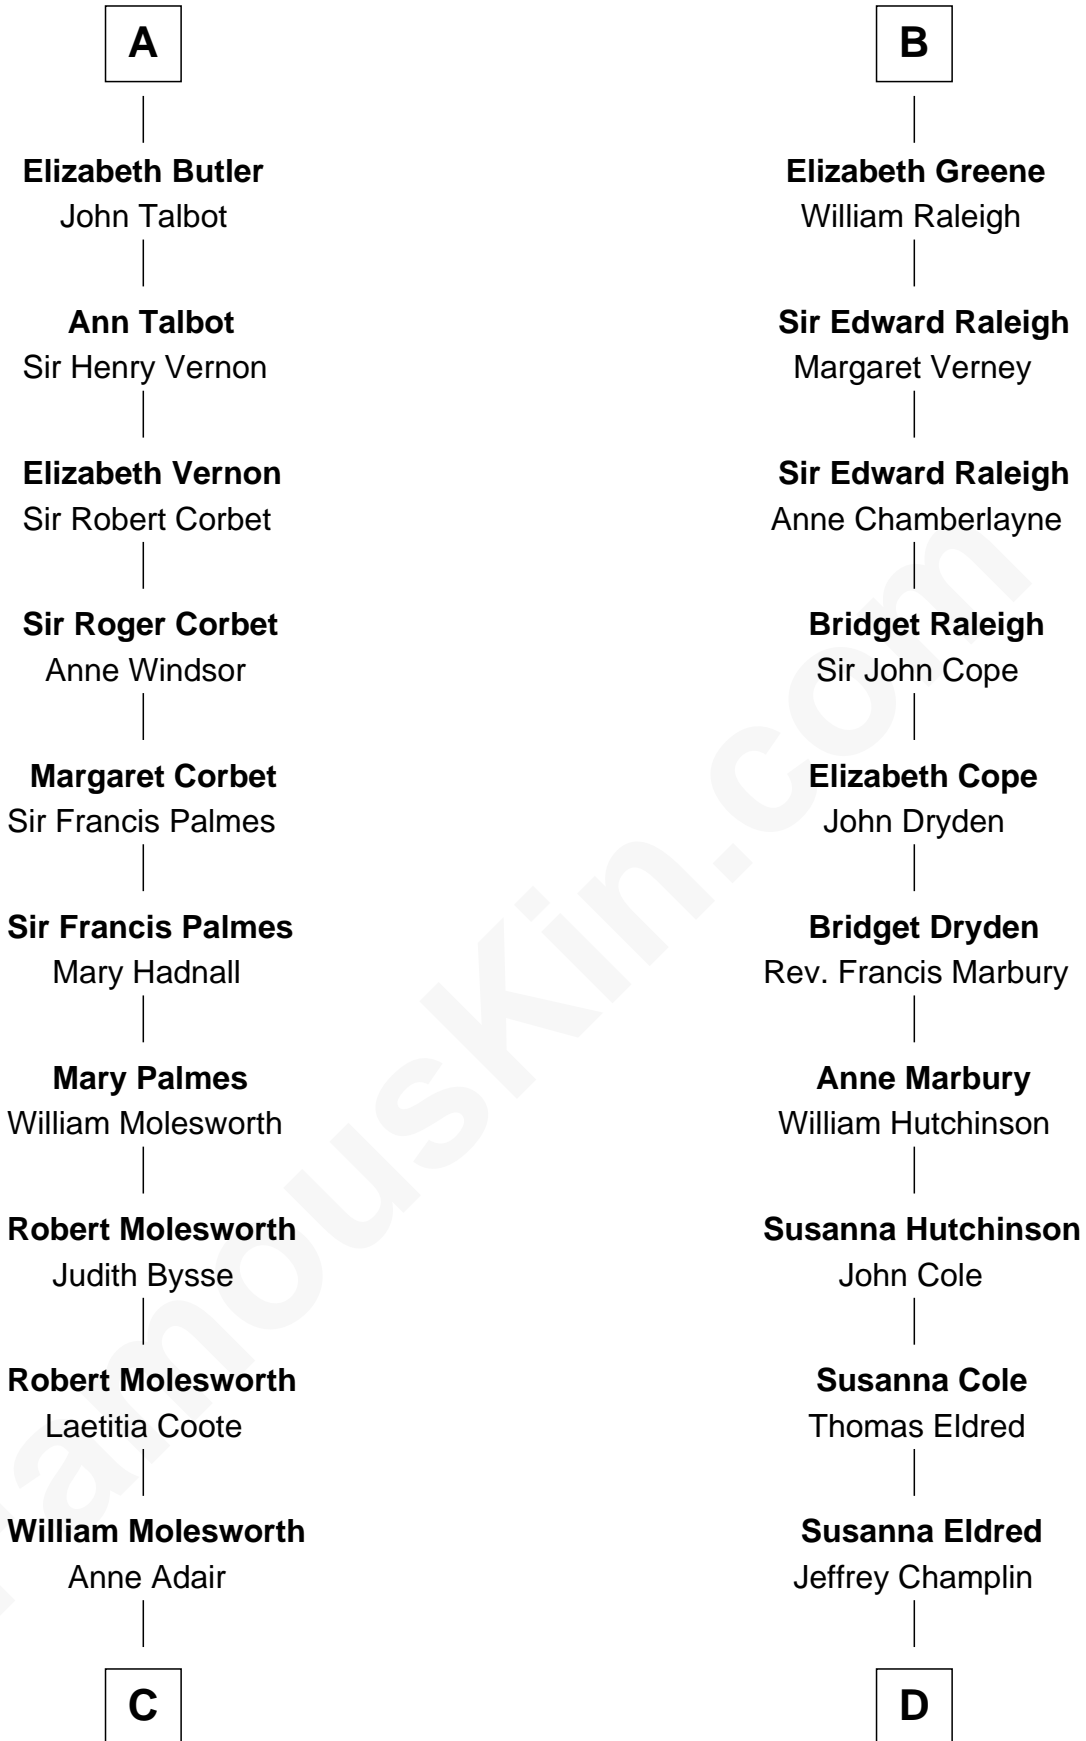 A
Elizabeth Butler
John Talbot
Ann Talbot
Sir Henry Vernon
Elizabeth Vernon
Sir Robert Corbet
Sir Roger Corbet
Anne Windsor
Margaret Corbet
Sir Francis Palmes
Sir Francis Palmes
Mary Hadnall
Mary Palmes
William Molesworth
Robert Molesworth
Judith Bysse
Robert Molesworth
Laetitia Coote
William Molesworth
Anne Adair
C
B
Elizabeth Greene
William Raleigh
Sir Edward Raleigh
Margaret Verney
Sir Edward Raleigh
Anne Chamberlayne
Bridget Raleigh
Sir John Cope
Elizabeth Cope
John Dryden
Bridget Dryden
Rev. Francis Marbury
Anne Marbury
William Hutchinson
Susanna Hutchinson
John Cole
Susanna Cole
Thomas Eldred
Susanna Eldred
Jeffrey Champlin
D
FamousKin.com